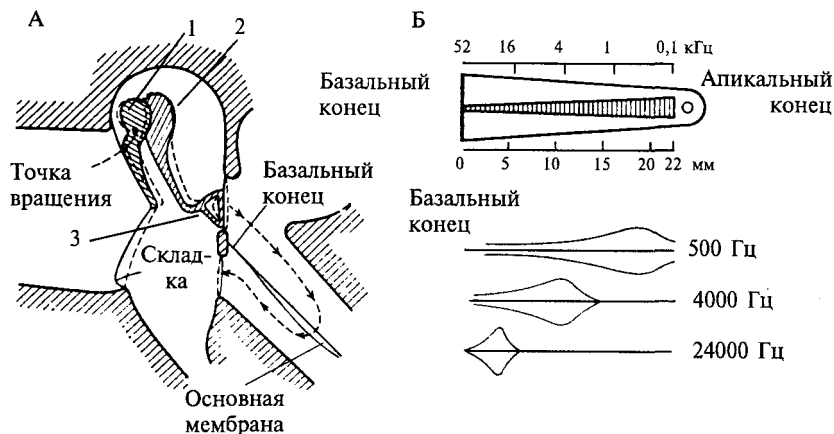 А
1
2
Точка
вращения
Базальный
конец
3
Склад-
ка
Основная
мембрана
Б
52 16 4 1 0,1 кГц
Базальный
конец
Апикальный
конец
0 5 10 15 20 22 мм
Базальный
конец
500 Гц
4000 Гц
24000 Гц